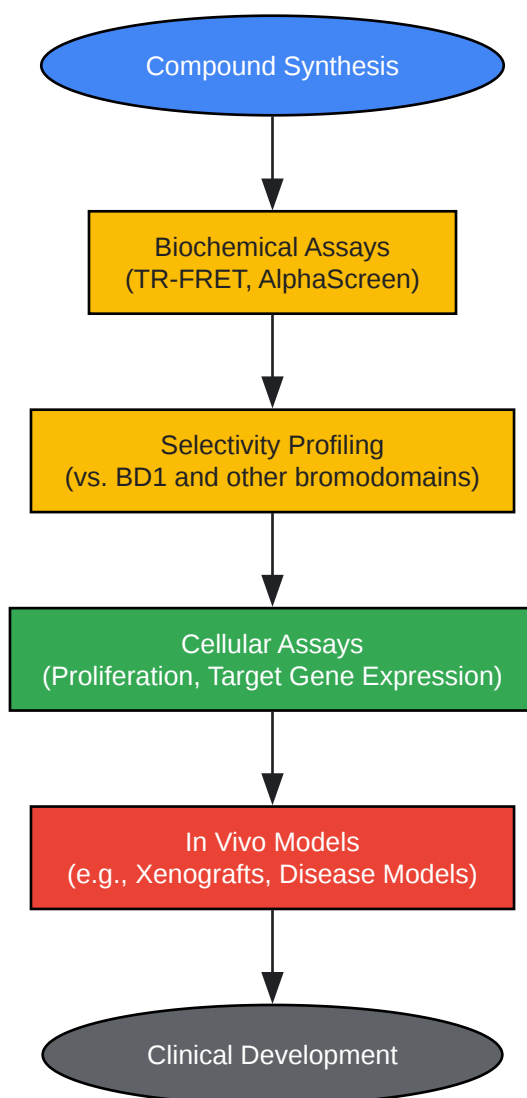 Compound Synthesis
Biochemical Assays
(TR-FRET, AlphaScreen)
Selectivity Profiling
(vs. BD1 and other bromodomains)
Cellular Assays
(Proliferation, Target Gene Expression)
In Vivo Models
(e.g., Xenografts, Disease Models)
Clinical Development